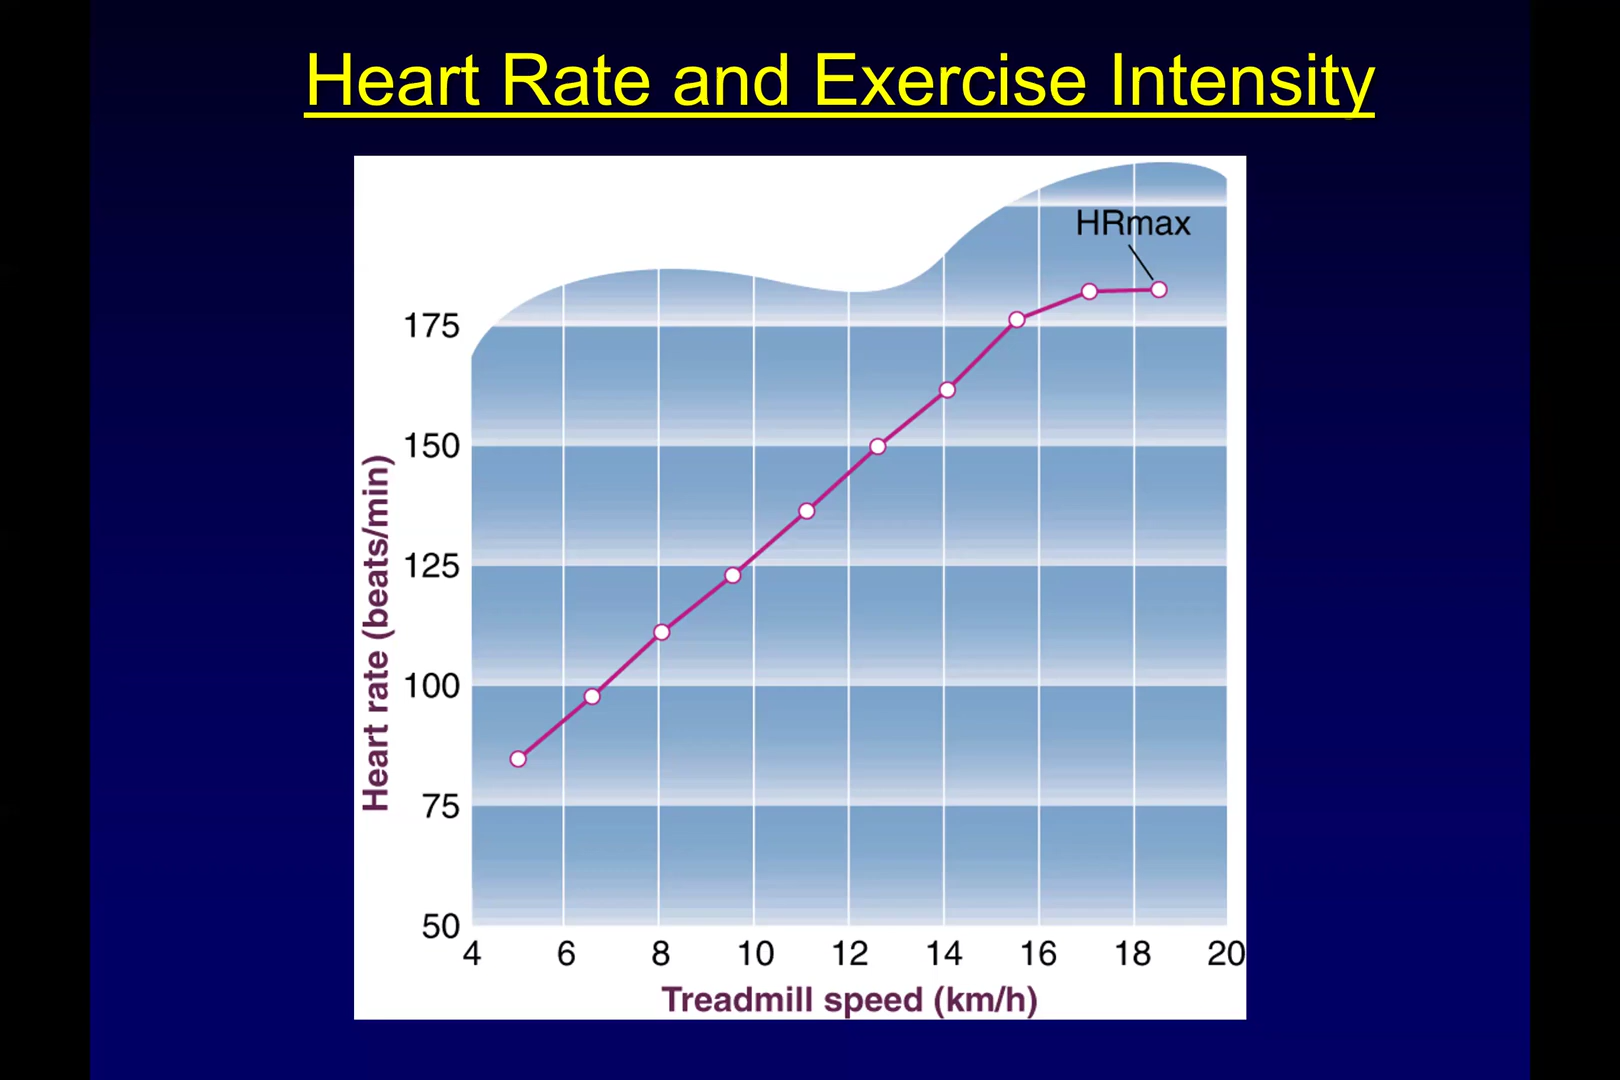 Heart Rate and Exercise Intensity
HRmax
175
150
125
100
75
50
Heart rate (beats/min)
4 6 8 10 12 14 16 18 20
Treadmill speed (km/h)